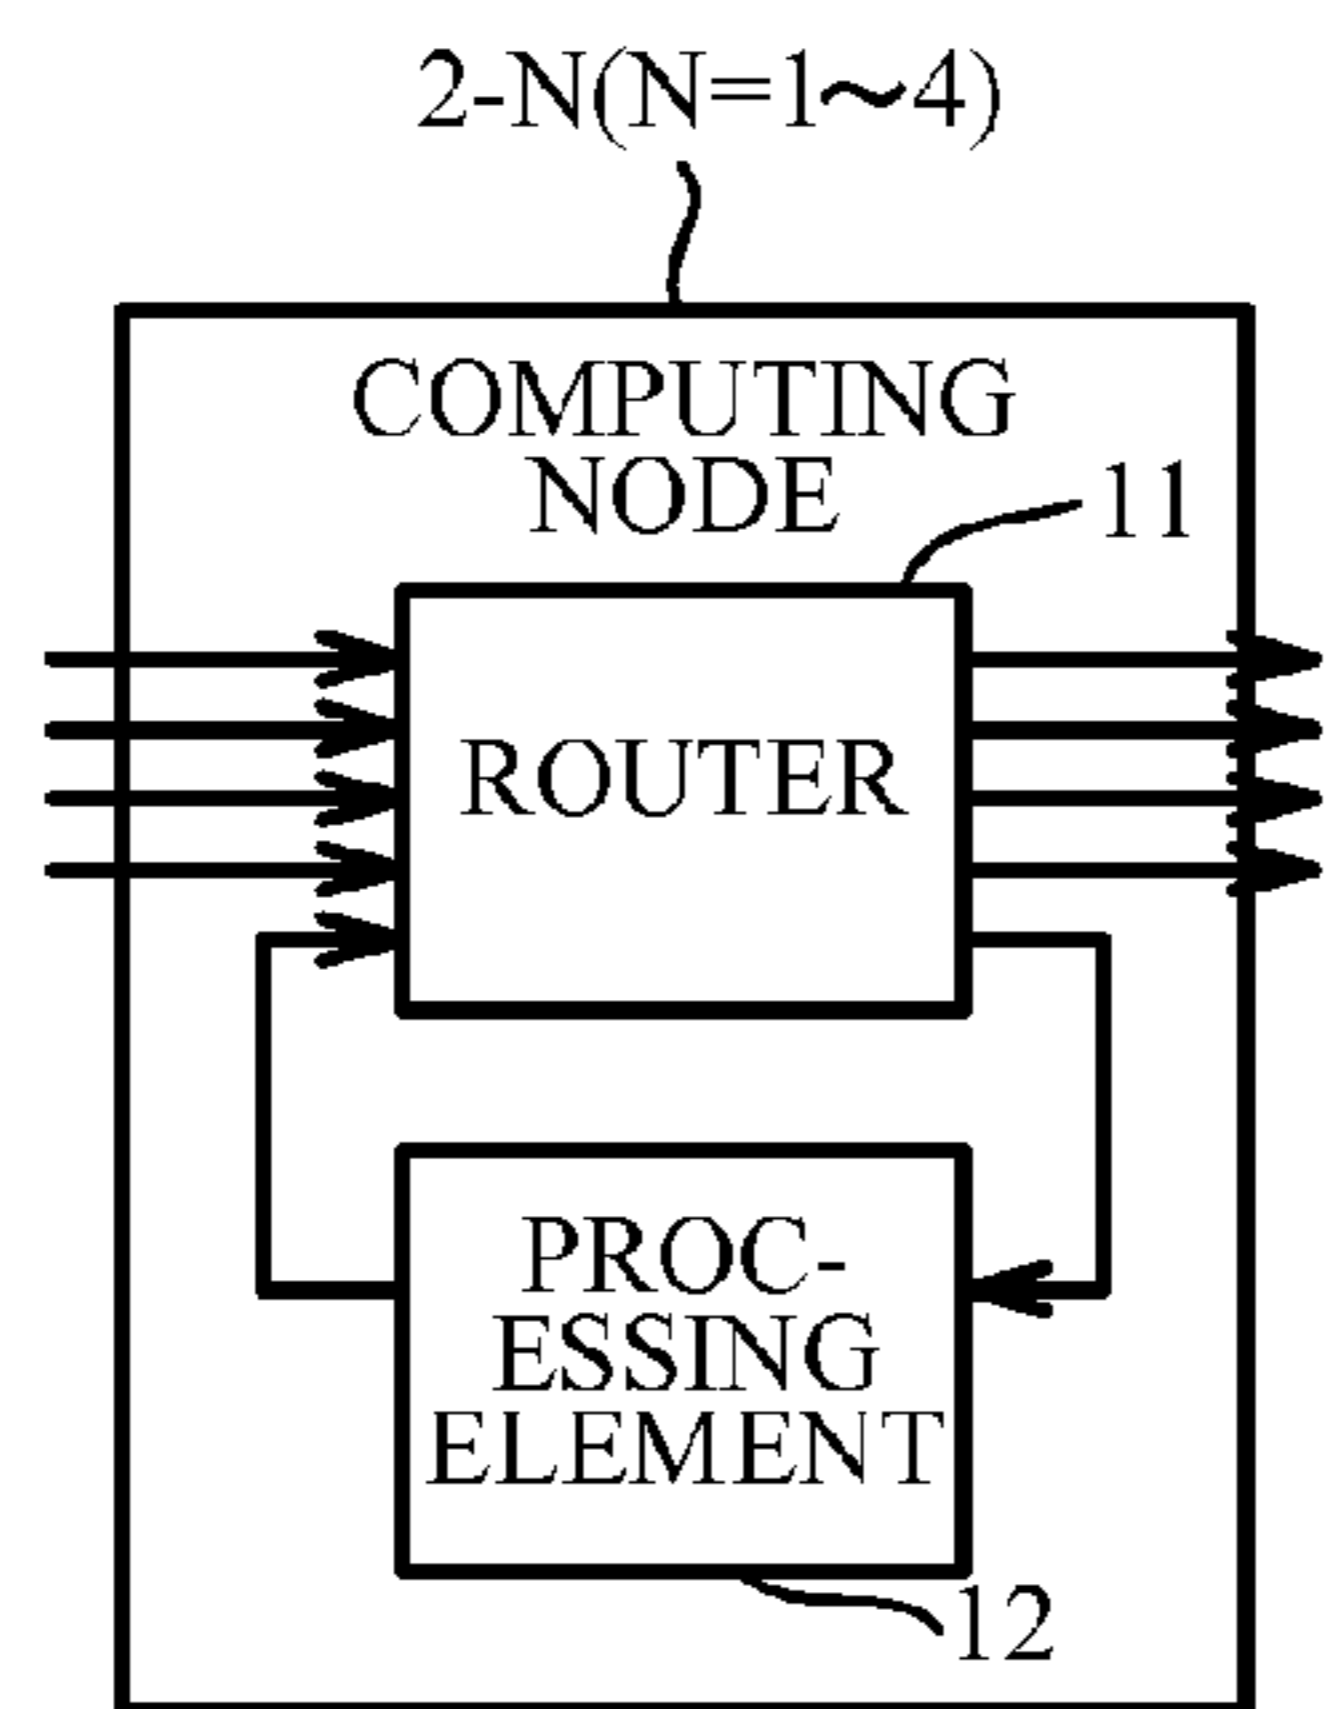 2-N(N=1~4)
COMPUTING
NODE
11
ROUTER
PROC-
ESSING
ELEMENT
12